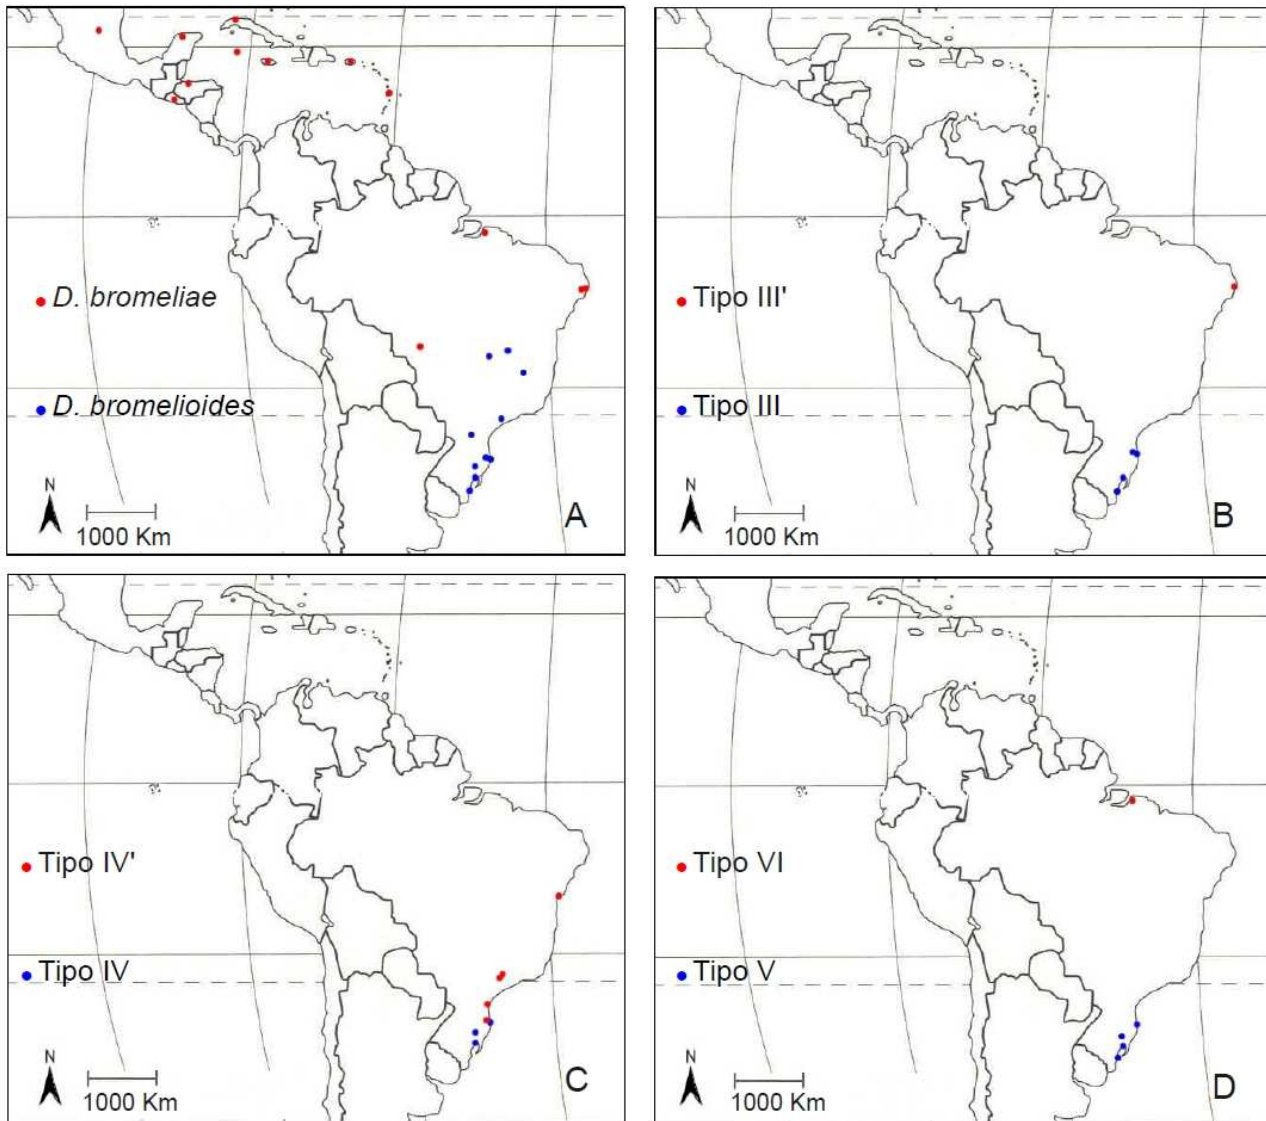 D. bromeliae
D. bromelioides
N
1000 Km
A
Tipo III'
Tipo III
N
1000 Km
B
Tipo IV'
Tipo IV
N
1000 Km
C
Tipo VI
Tipo V
N
1000 Km
D